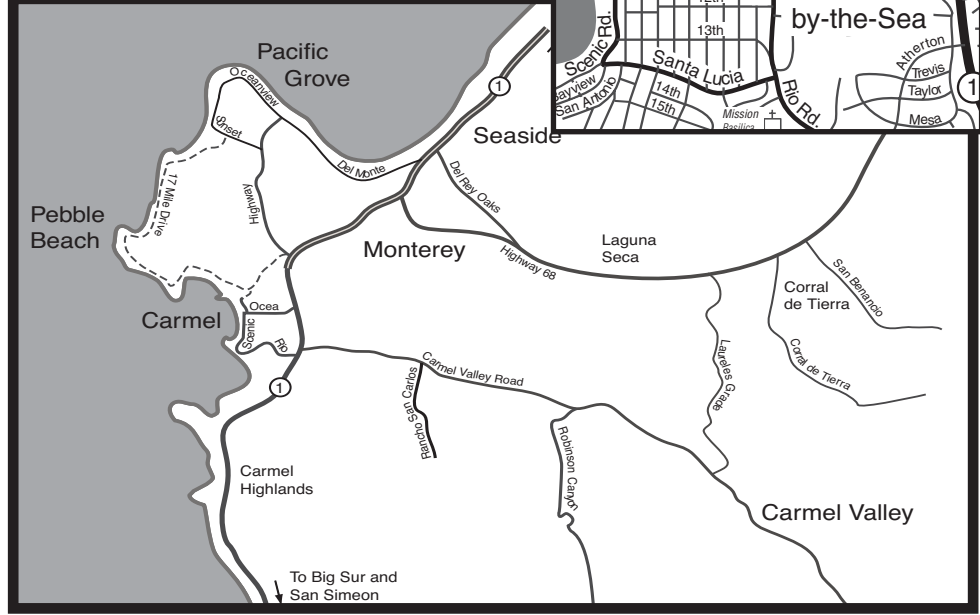 Pacific
Grove
Oceanview
Sunset
17 Mile Drive
Highway
Del Monte
1
Seaside
Del Rey Oaks
Pebble
Beach
Monterey
Highway 68
Laguna
Seca
Carmel
Ocea
Scenic
Rio
1
Carmel Valley Road
Rancho San Carlos
Robinson Canyon
Laureles Grade
Corral
de Tierra
San Benancio
Corral de Tierra
Carmel
Highlands
Carmel Valley
To Big Sur and
San Simeon
12th
13th
by-the-Sea
Scenic Rd.
Santa Lucia
Bayview
San Antonio
14th
15th
Mission
Basilica
Rio Rd.
Atherton
Trevis
Taylor
Mesa
1